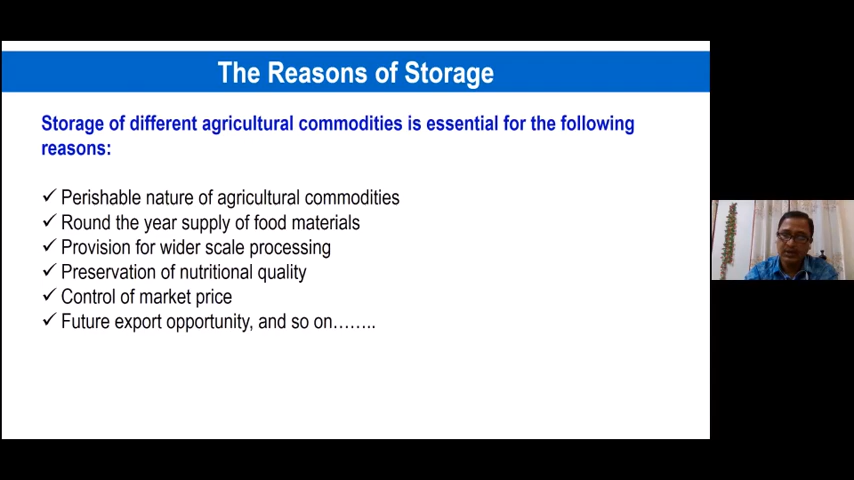 The Reasons of Storage
Storage of different agricultural commodities is essential for the following
reasons:
✓ Perishable nature of agricultural commodities
✓ Round the year supply of food materials
✓ Provision for wider scale processing
✓ Preservation of nutritional quality
✓ Control of market price
✓ Future export opportunity, and so on……..